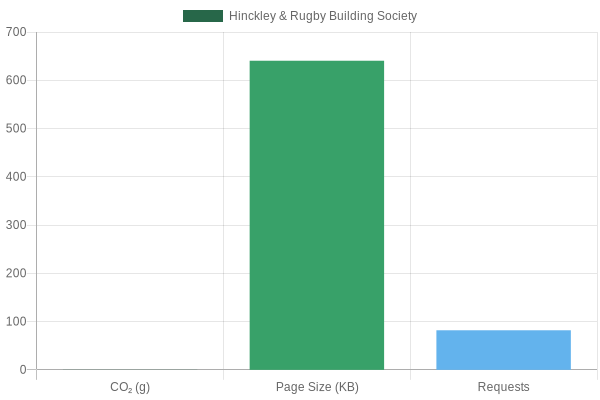 Hinckley & Rugby Building Society
700
600
500
400
300
200
100
0
CO₂ (g)
Page Size (KB)
Requests